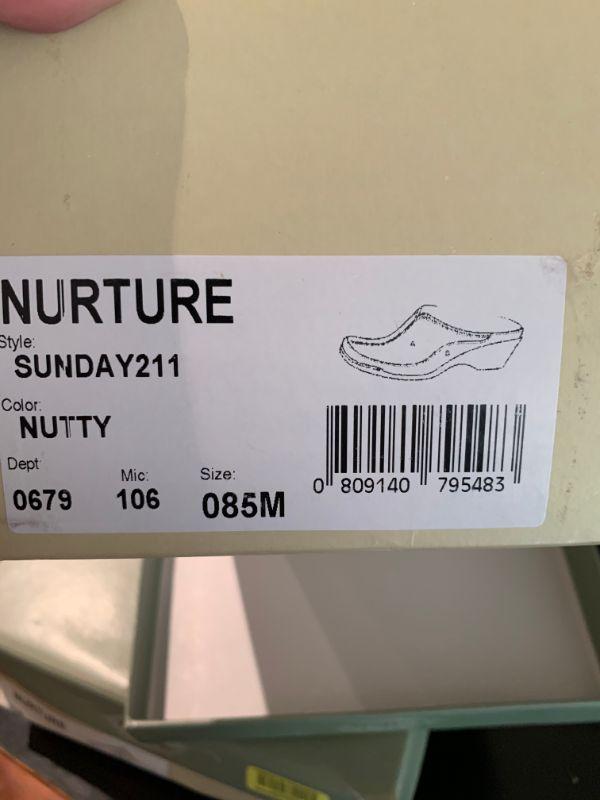 NURTURE
Style:
SUNDAY211
Color:
NUTTY
Dept
Mic:
Size:
0679
106
085M
0 809140 795483